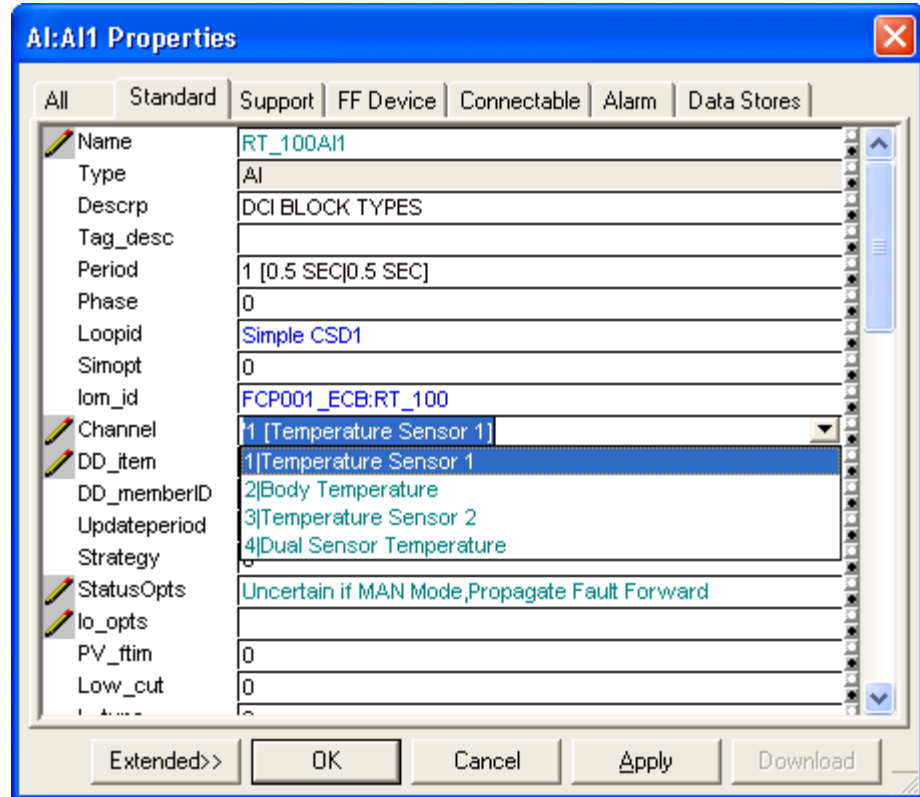 AI:AI1 Properties
All Standard Support FF Device Connectable Alarm Data Stores
Name RT_100AI1
Type AI
Descrp DCI BLOCK TYPES
Tag_desc
Period 1 [0.5 SEC|0.5 SEC]
Phase 0
Loopid Simple CSD1
Simopt 0
Iom_id FCP001_ECB:RT_100
Channel 1 [Temperature Sensor 1]
DD_item 1|Temperature Sensor 1
DD_memberID 2|Body Temperature
Updateperiod 3|Temperature Sensor 2
Strategy 4|Dual Sensor Temperature
StatusOpts Uncertain if MAN Mode,Propagate Fault Forward
Io_opts
PV_ftim 0
Low_cut 0
Extended>> OK Cancel Apply Download